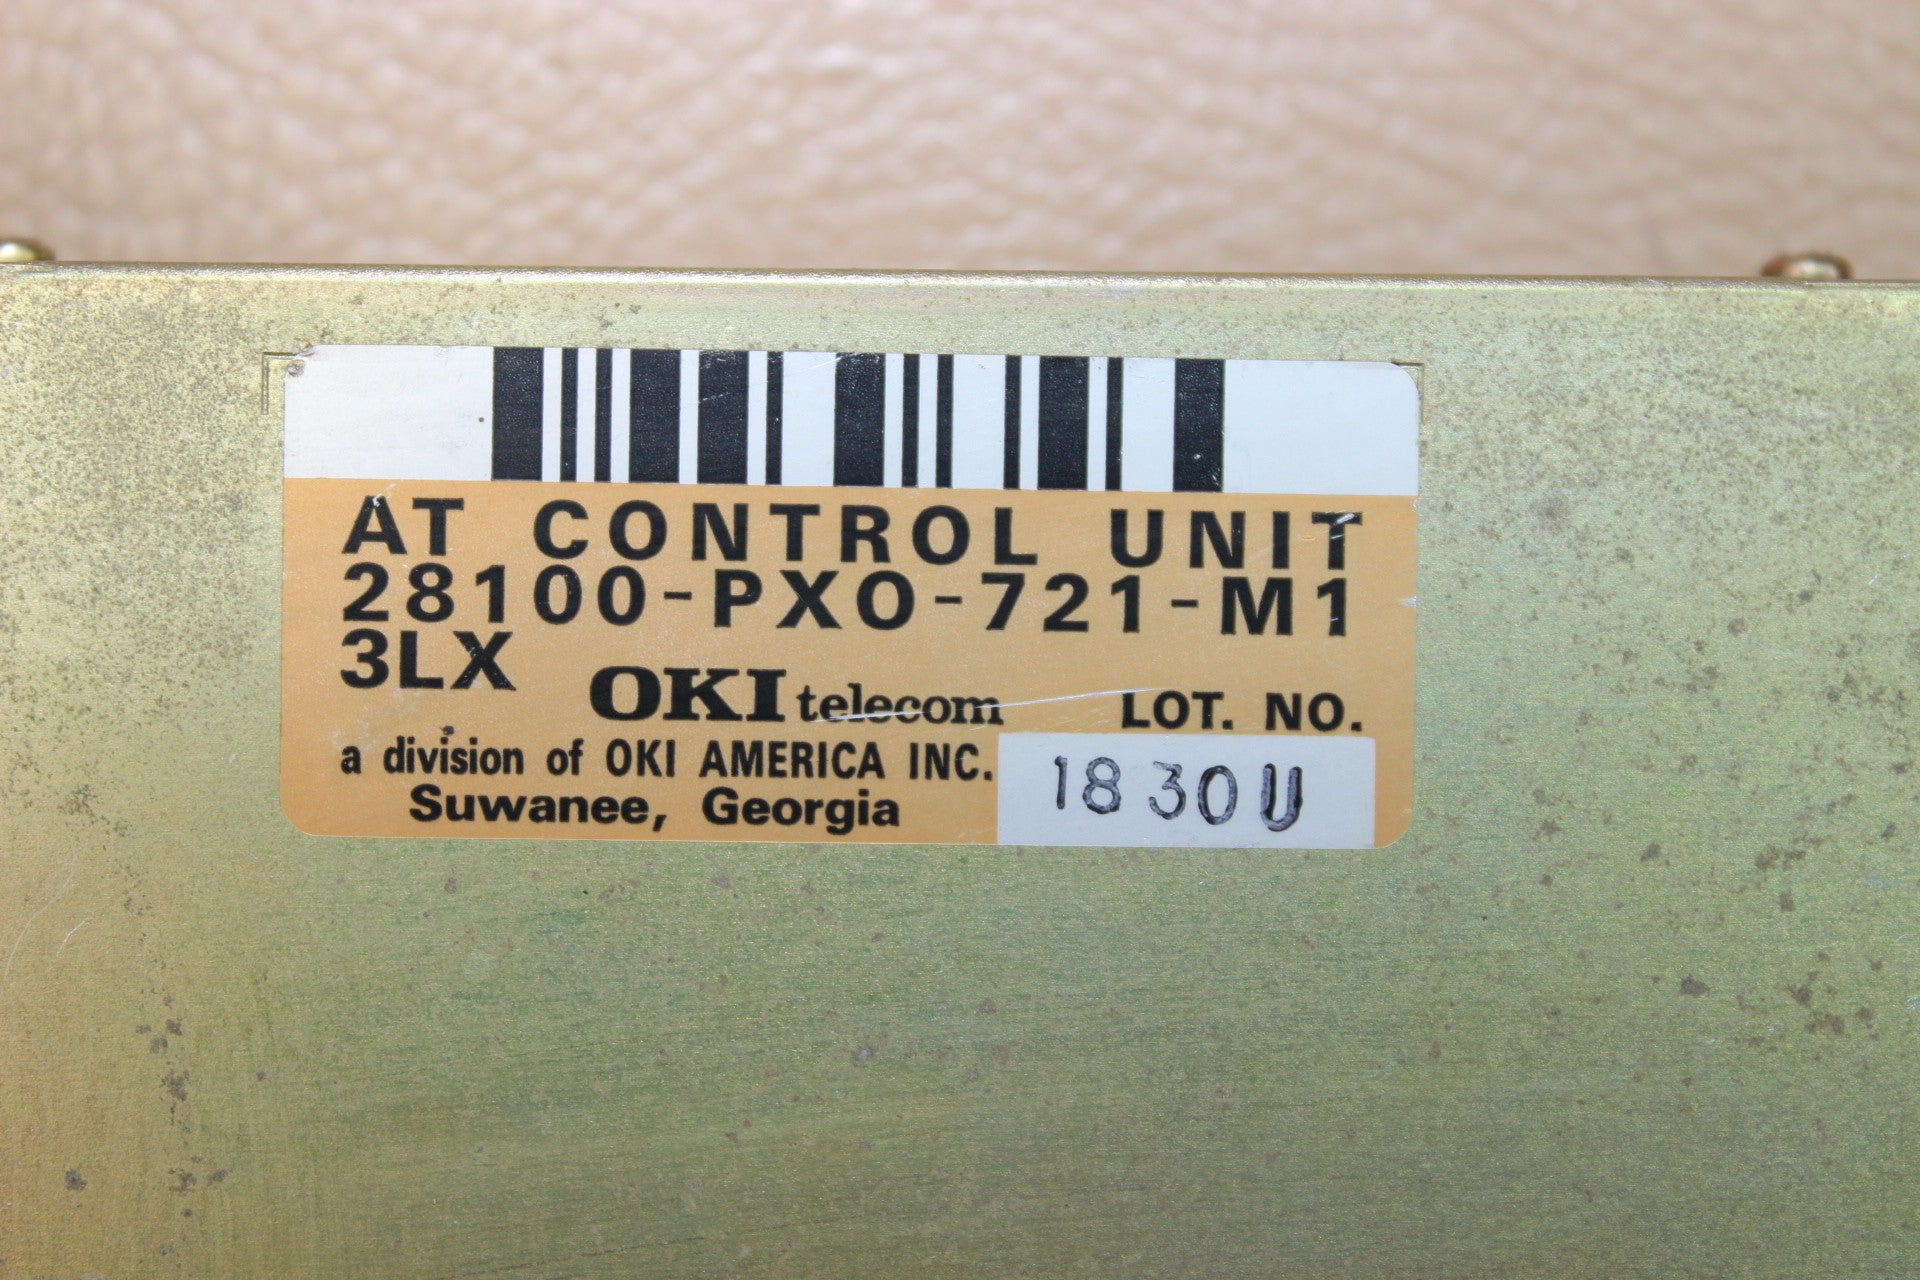 AT CONTROL UNIT
28100-PXO-721-M1
3LX
OKI telecom LOT. NO.
a division of OKI AMERICA INC.
Suwanee, Georgia
1830U